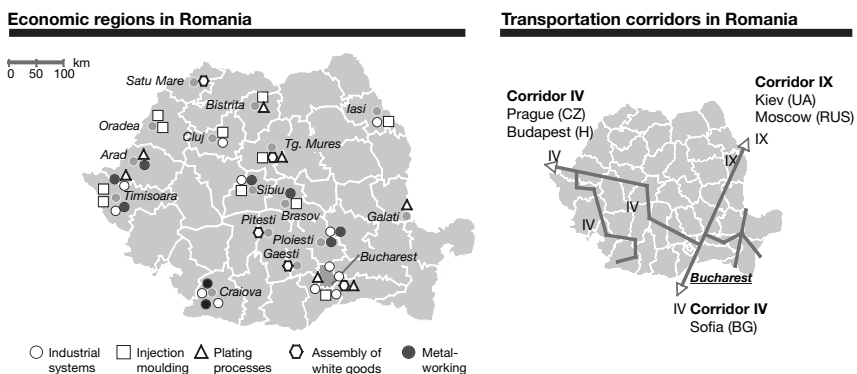 Economic regions in Romania
0 50 100 km
Satu Mare
Bistrita
Iasi
Oradea
Cluj
Tg. Mures
Arad
Sibiu
Timisoara
Brasov
Galati
Pitesti
Ploiesti
Gaesti
Bucharest
Craiova
Industrial systems
Injection moulding
Plating processes
Assembly of white goods
Metal-working
Transportation corridors in Romania
Corridor IV
Prague (CZ)
Budapest (H)
Corridor IX
Kiev (UA)
Moscow (RUS)
IX
IX
IV
IV
IV
Bucharest
IV Corridor IV
Sofia (BG)